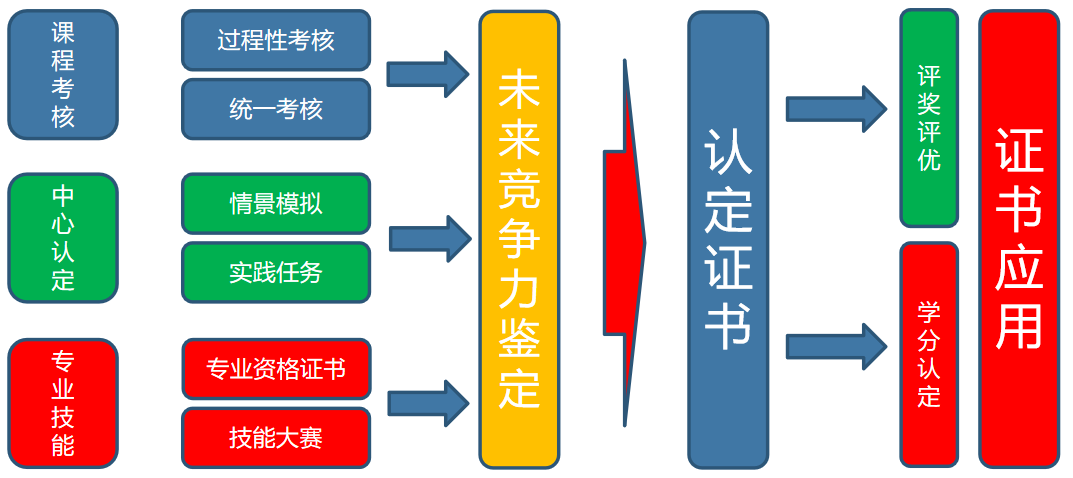 课程考核
过程性考核
统一考核
中心认定
情景模拟
实践任务
专业技能
专业资格证书
技能大赛
未来竞争力鉴定
认定证书
评奖评优
学分认定
证书应用